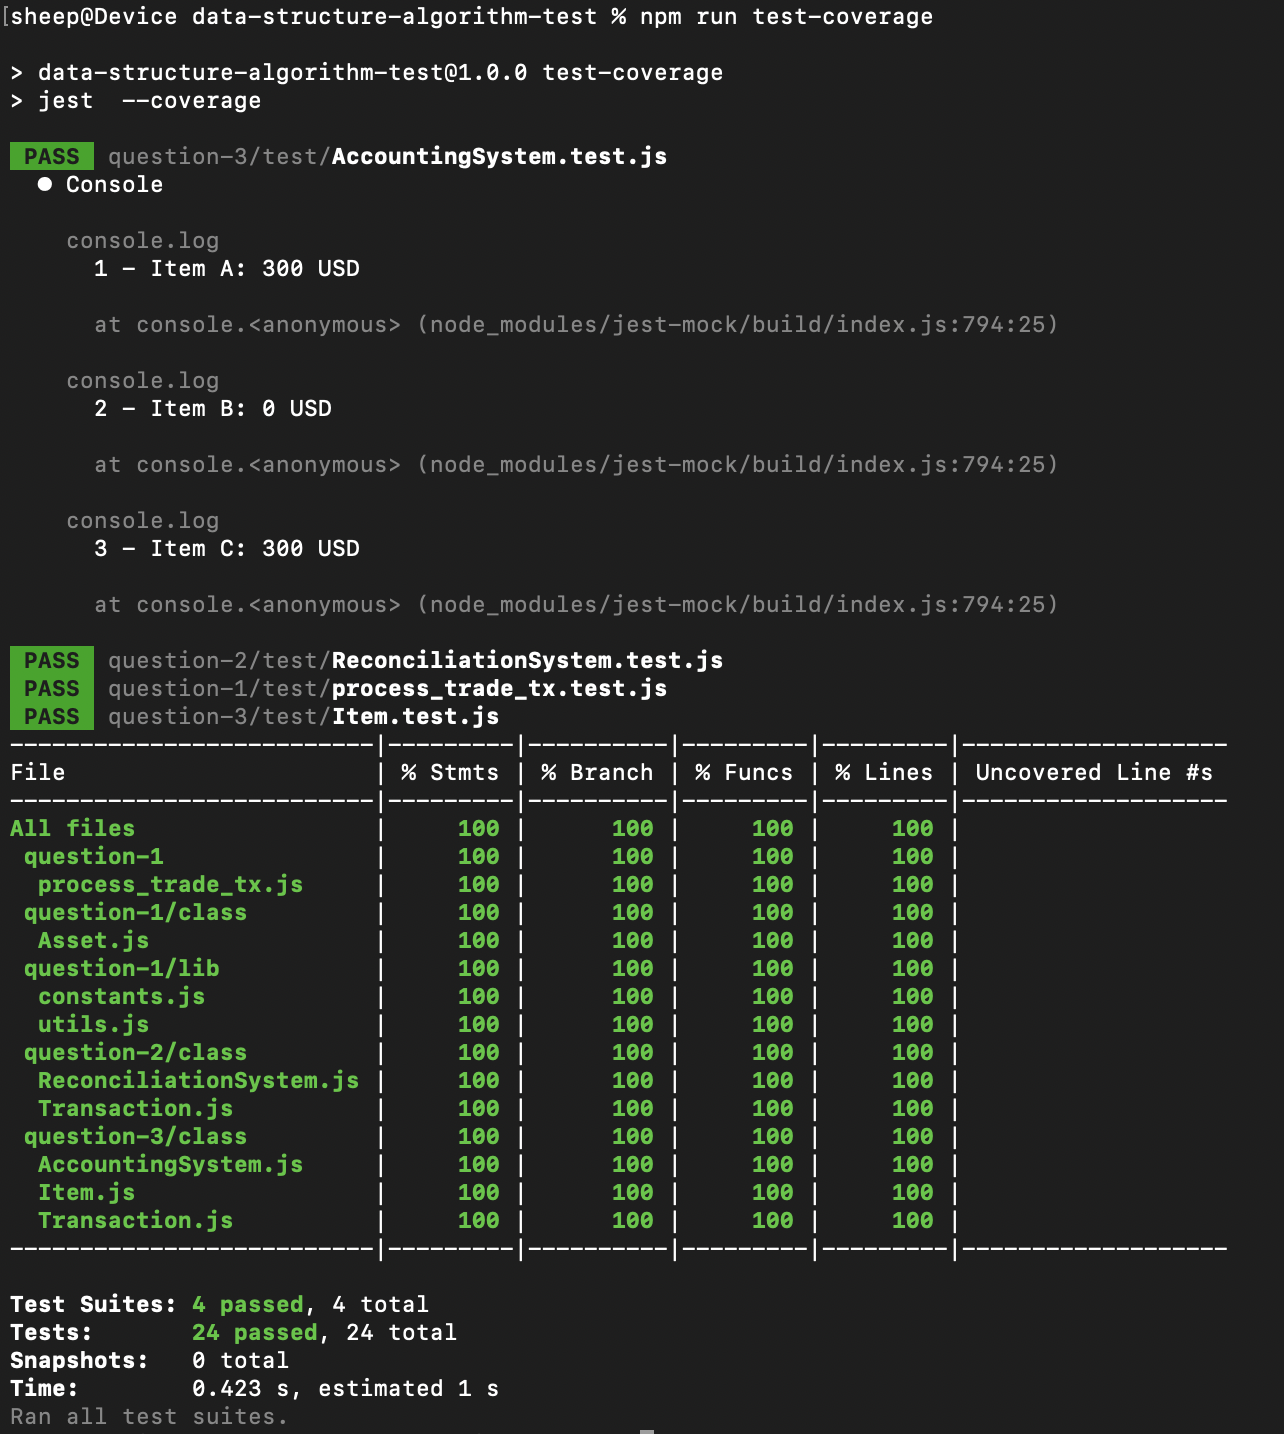 [sheep@Device data-structure-algorithm-test % npm run test-coverage
> data-structure-algorithm-test@1.0.0 test-coverage
> jest  --coverage
PASS  question-3/test/AccountingSystem.test.js
● Console
console.log
1 - Item A: 300 USD
at console.<anonymous> (node_modules/jest-mock/build/index.js:794:25)
console.log
2 - Item B: 0 USD
at console.<anonymous> (node_modules/jest-mock/build/index.js:794:25)
console.log
3 - Item C: 300 USD
at console.<anonymous> (node_modules/jest-mock/build/index.js:794:25)
PASS  question-2/test/ReconciliationSystem.test.js
PASS  question-1/test/process_trade_tx.test.js
PASS  question-3/test/Item.test.js
--------------------------|---------|----------|---------|---------|-------------------
File                      | % Stmts | % Branch | % Funcs | % Lines | Uncovered Line #s
--------------------------|---------|----------|---------|---------|-------------------
All files                 |     100 |      100 |     100 |     100 |
 question-1               |     100 |      100 |     100 |     100 |
  process_trade_tx.js     |     100 |      100 |     100 |     100 |
 question-1/class         |     100 |      100 |     100 |     100 |
  Asset.js                |     100 |      100 |     100 |     100 |
 question-1/lib           |     100 |      100 |     100 |     100 |
  constants.js            |     100 |      100 |     100 |     100 |
  utils.js                |     100 |      100 |     100 |     100 |
 question-2/class         |     100 |      100 |     100 |     100 |
  ReconciliationSystem.js |     100 |      100 |     100 |     100 |
  Transaction.js          |     100 |      100 |     100 |     100 |
 question-3/class         |     100 |      100 |     100 |     100 |
  AccountingSystem.js     |     100 |      100 |     100 |     100 |
  Item.js                 |     100 |      100 |     100 |     100 |
  Transaction.js          |     100 |      100 |     100 |     100 |
--------------------------|---------|----------|---------|---------|-------------------
Test Suites: 4 passed, 4 total
Tests:       24 passed, 24 total
Snapshots:   0 total
Time:        0.423 s, estimated 1 s
Ran all test suites.